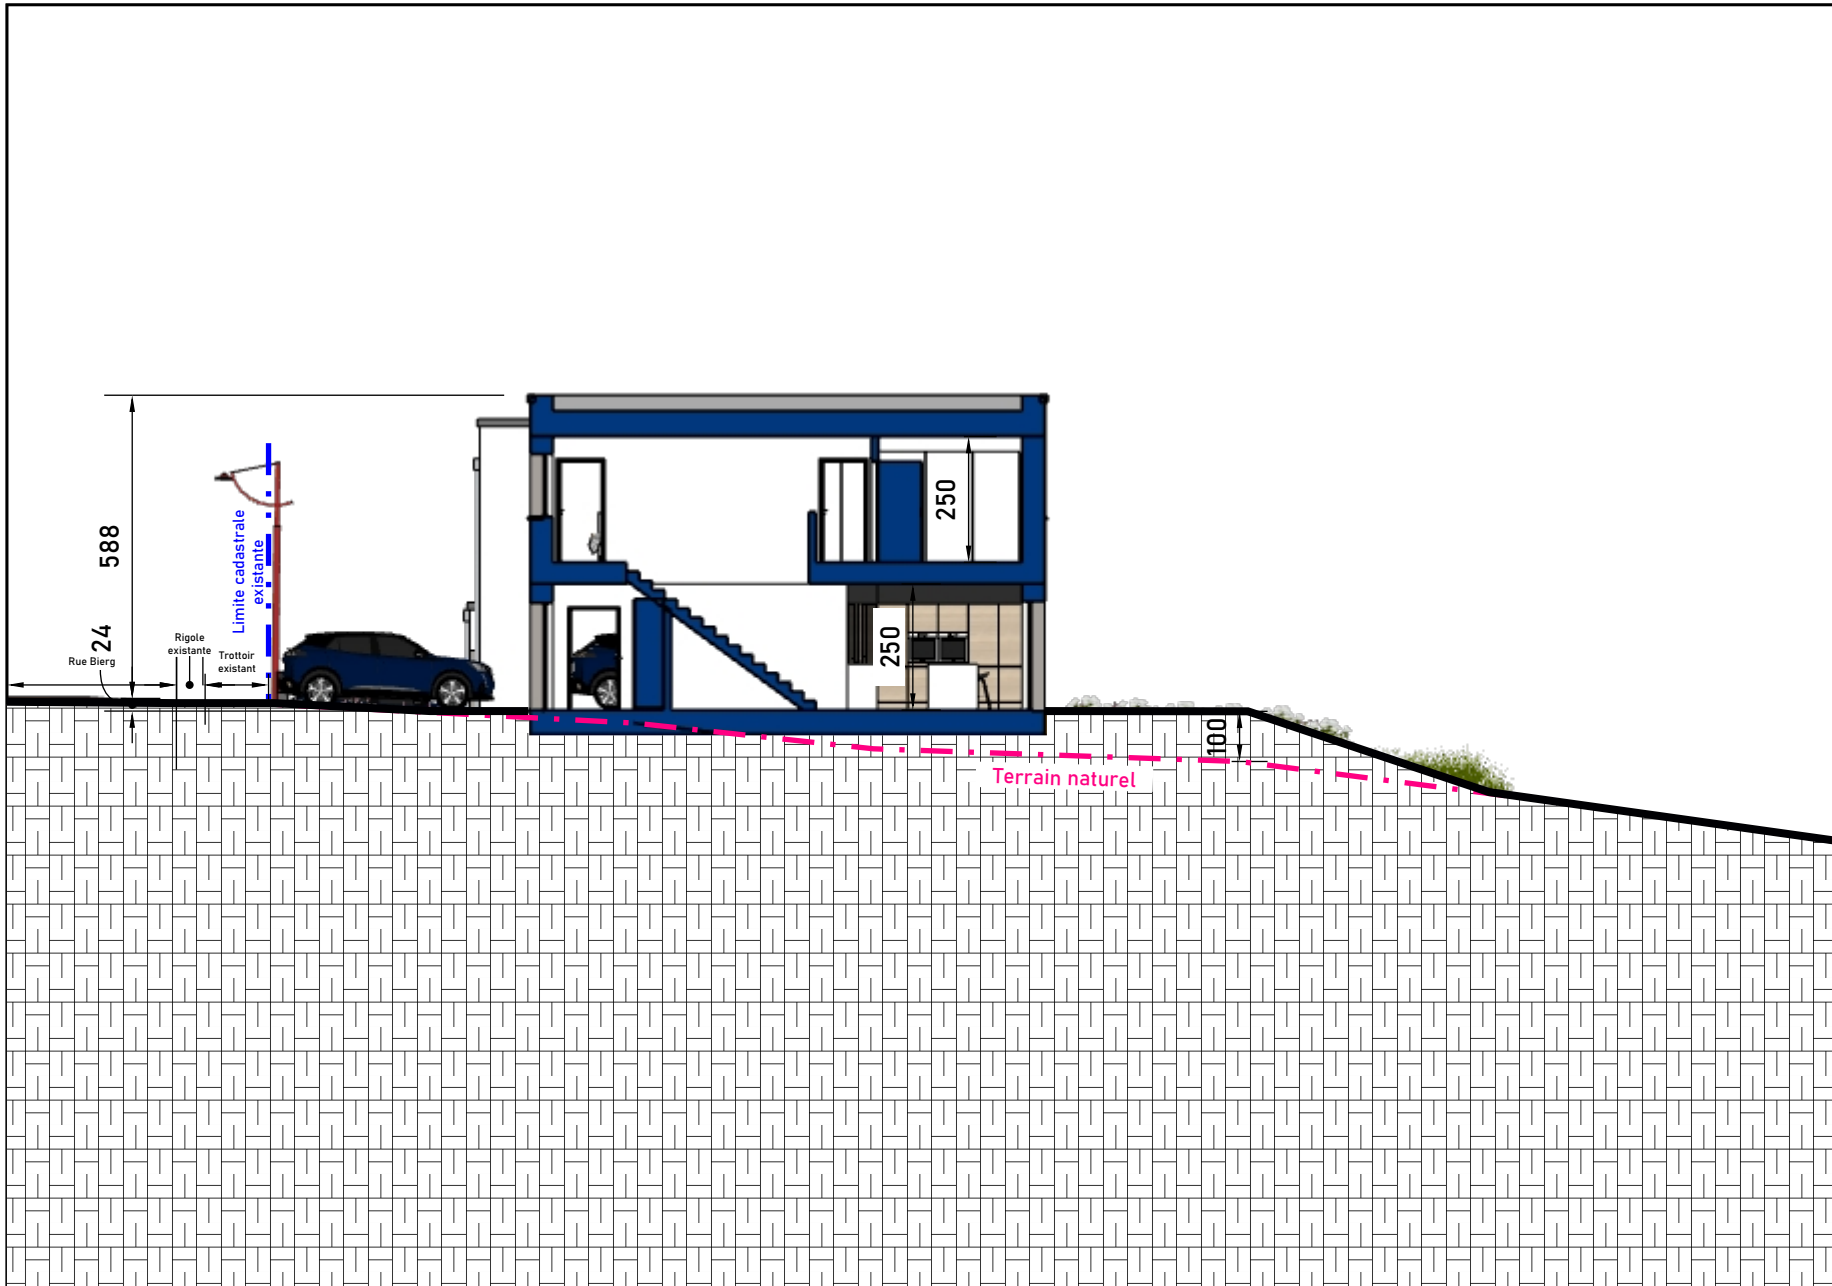 588
24
Rue Bierg
Rigole
existante
Trottoir
existant
Limite cadastrale
existante
250
250
100
Terrain naturel